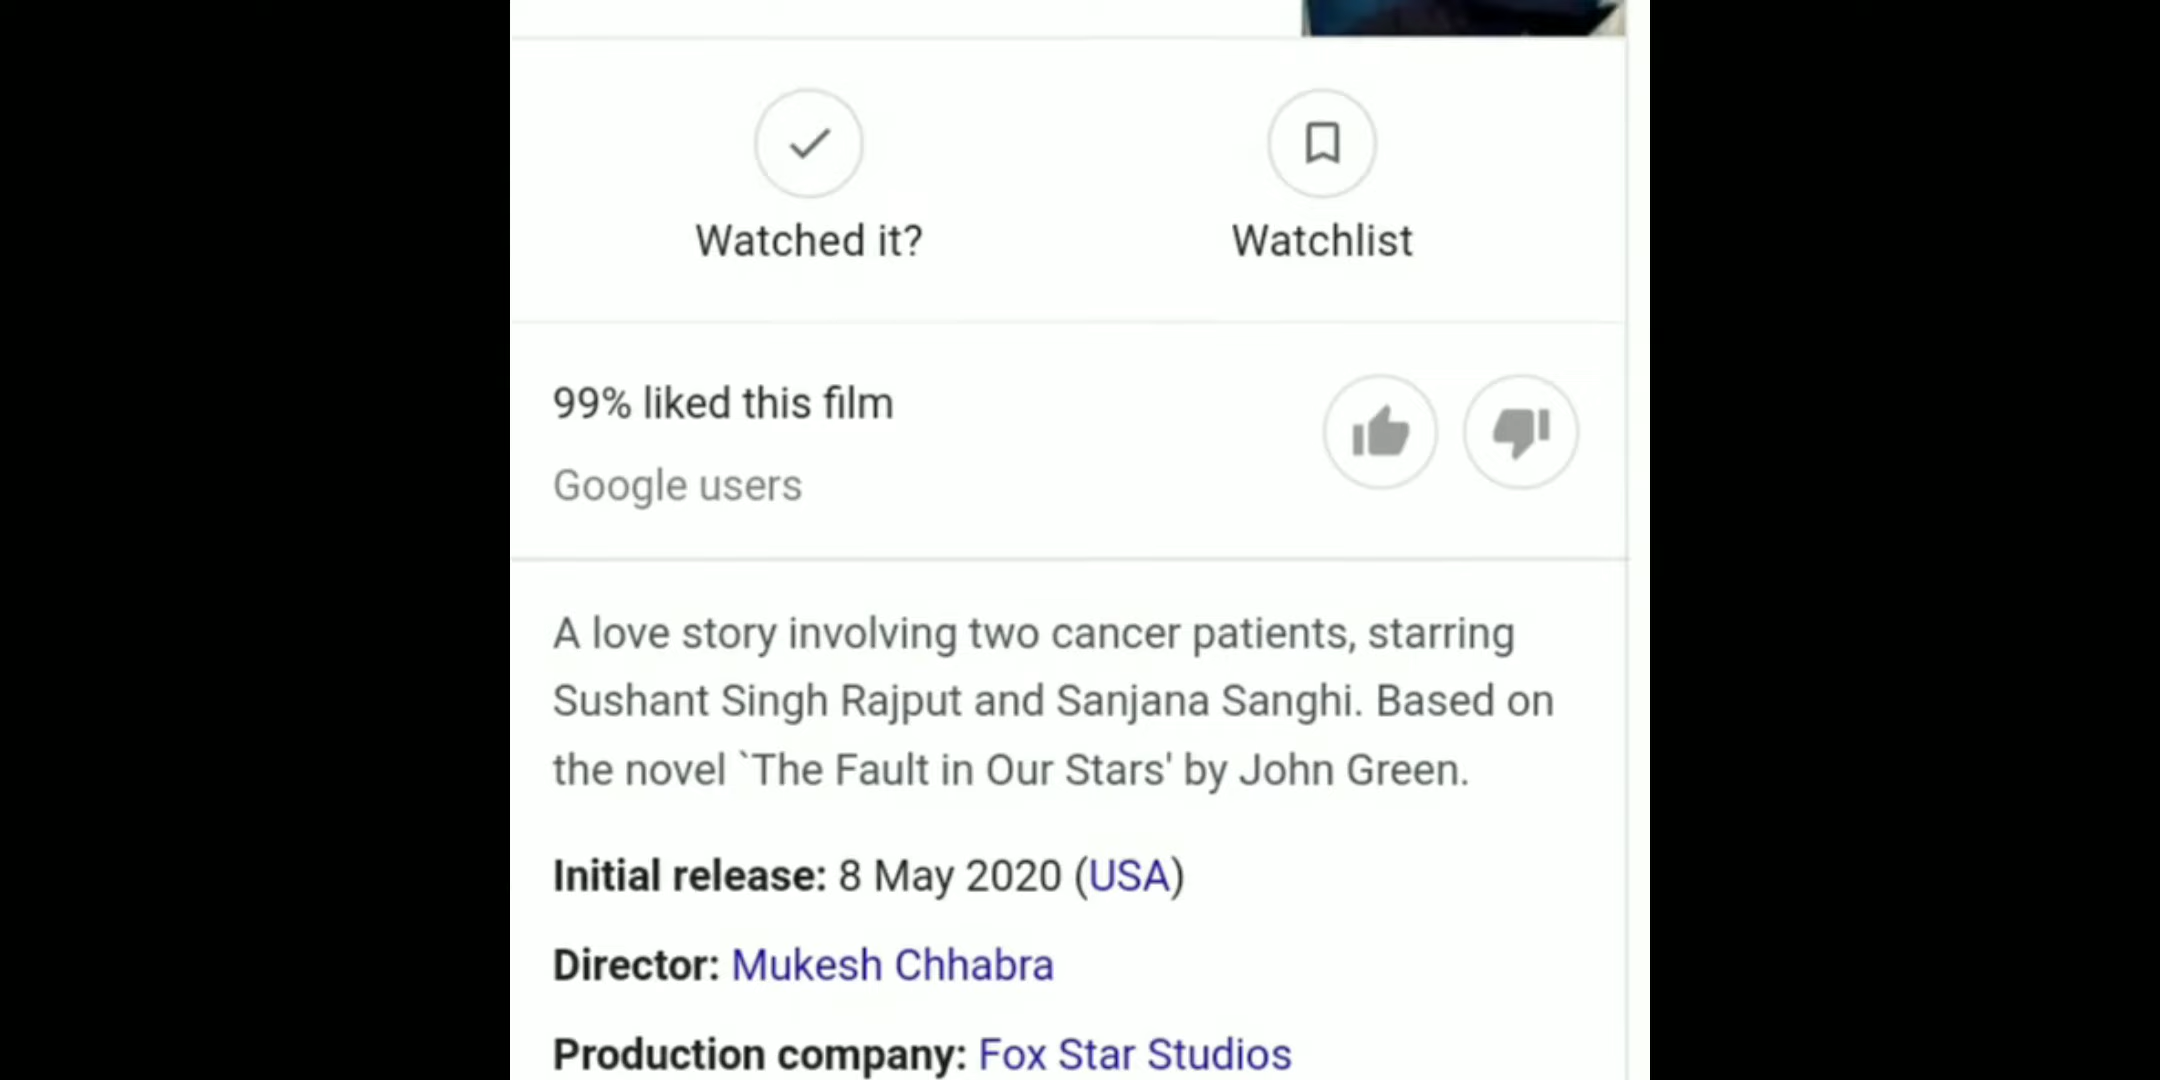 Watched it?
Watchlist
99% liked this film
Google users
A love story involving two cancer patients, starring
Sushant Singh Rajput and Sanjana Sanghi. Based on
the novel `The Fault in Our Stars' by John Green.
Initial release: 8 May 2020 (USA)
Director: Mukesh Chhabra
Production company: Fox Star Studios